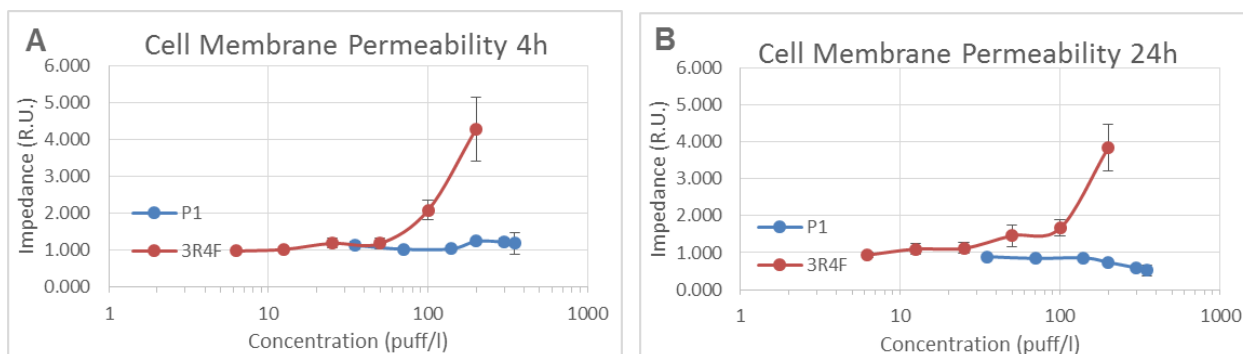 A
Cell Membrane Permeability 4h
Impedance (R.U.)
6.000
5.000
4.000
3.000
2.000
1.000
0.000
P1
3R4F
1
10
100
1000
Concentration (puff/l)
B
Cell Membrane Permeability 24h
Impedance (R.U.)
6.000
5.000
4.000
3.000
2.000
1.000
0.000
P1
3R4F
1
10
100
1000
Concentration (puff/l)